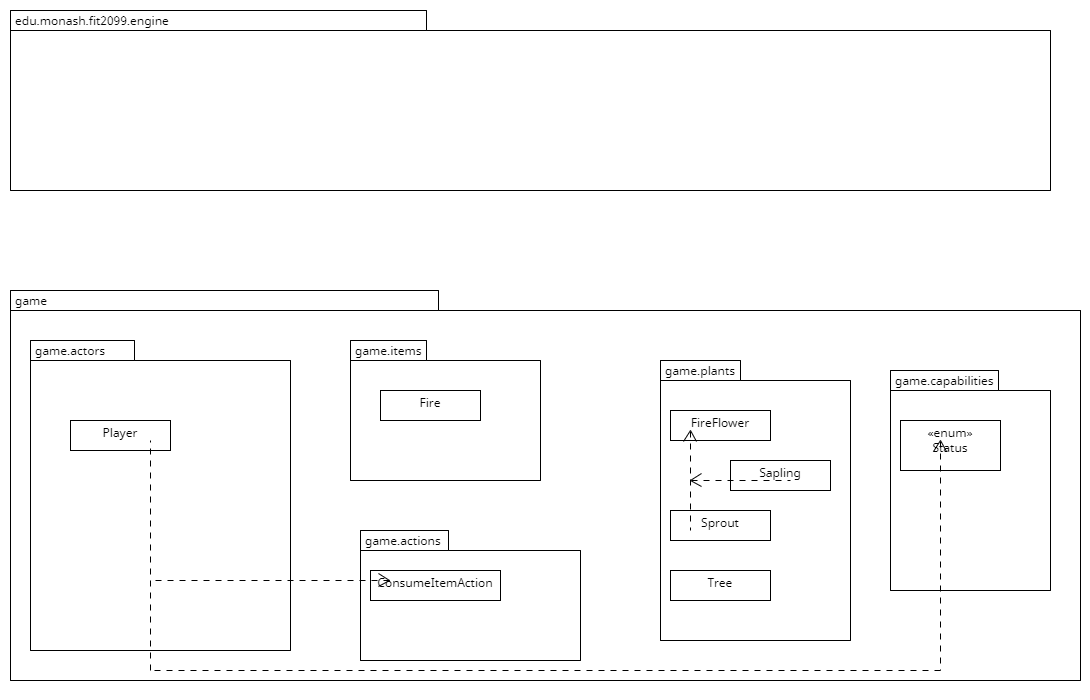 edu.monash.fit2099.engine
game
game.actors
game.items
game.plants
game.capabilities
Fire
FireFlower
Player
«enum»
Status
Sapling
Sprout
game.actions
ConsumeItemAction
Tree